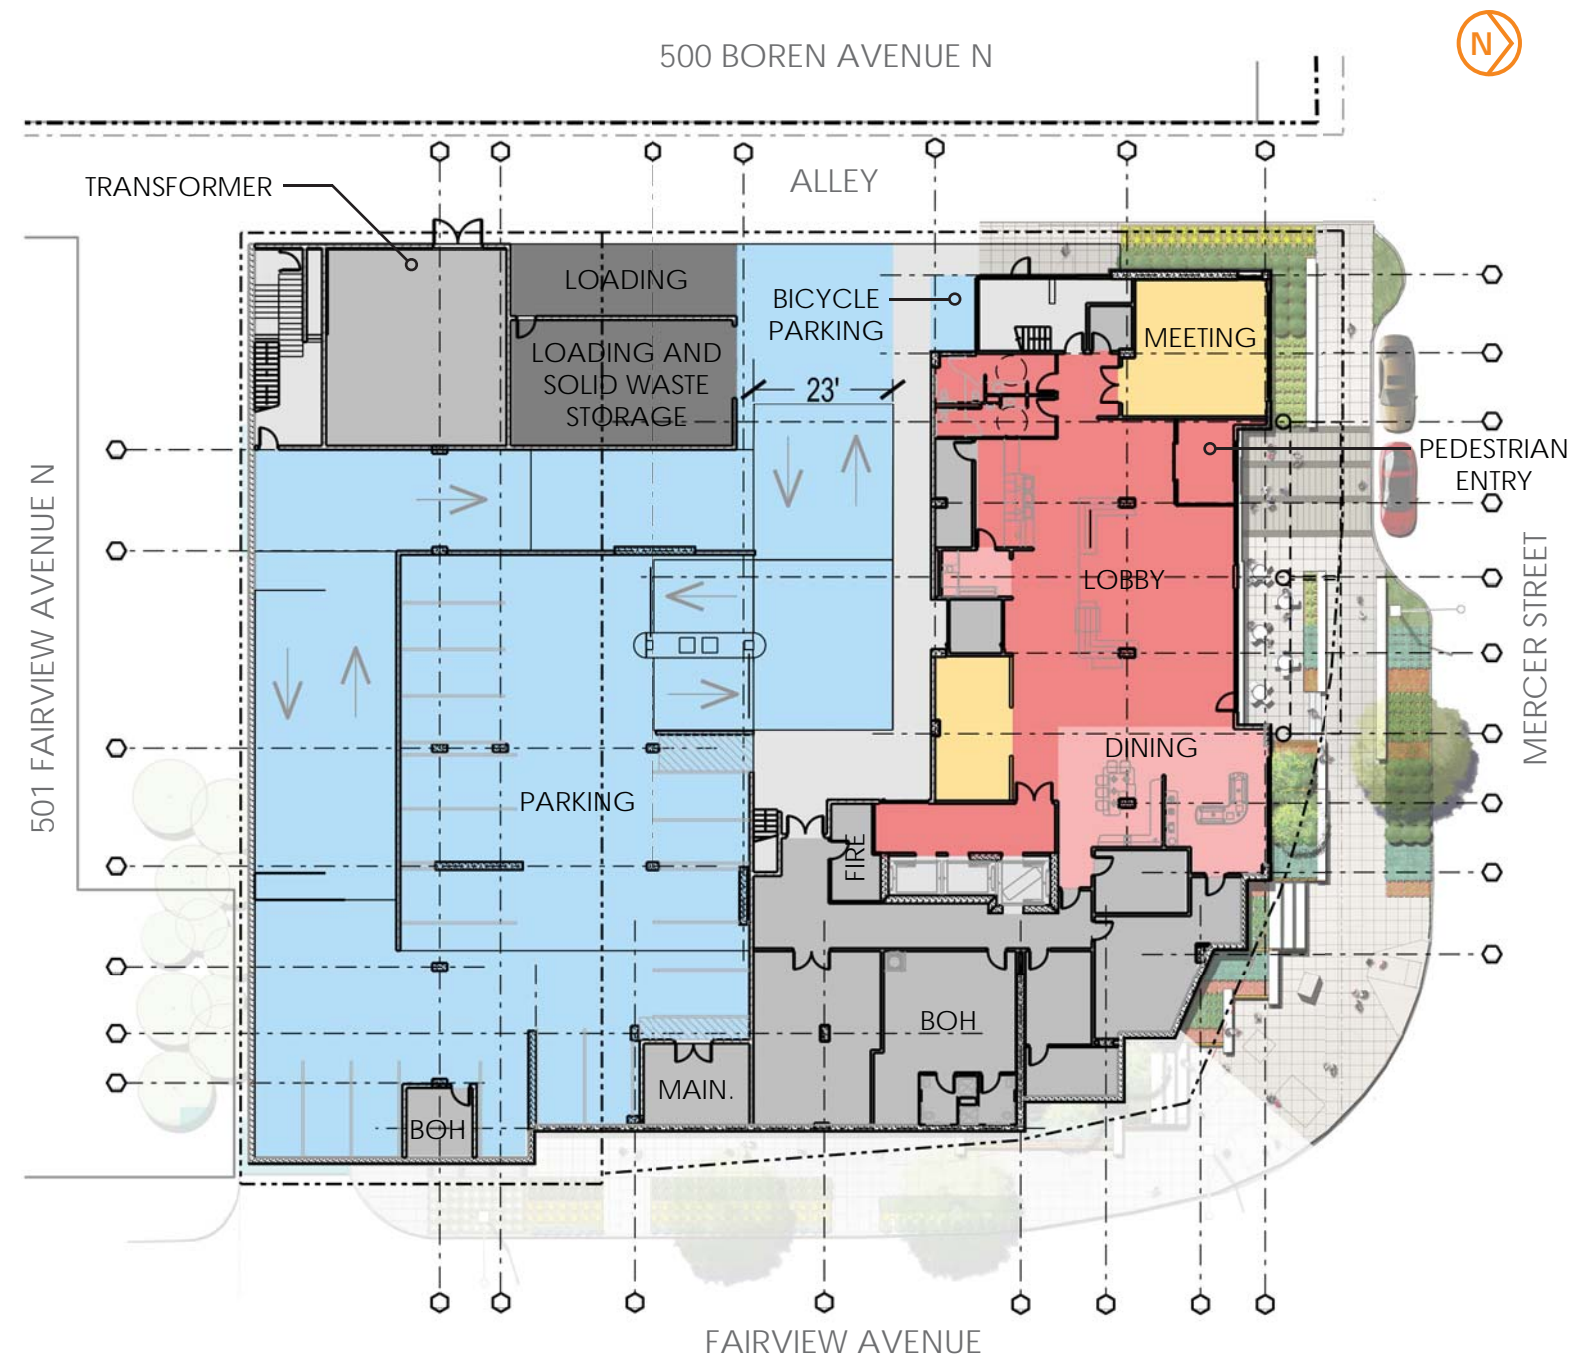 500 BOREN AVENUE N
N
ALLEY
TRANSFORMER
LOADING
BICYCLE
PARKING
MEETING
LOADING AND
SOLID WASTE
STORAGE
23'
PEDESTRIAN
ENTRY
501 FAIRVIEW AVENUE N
LOBBY
MERCER STREET
DINING
PARKING
FIRE
BOH
MAIN.
BOH
FAIRVIEW AVENUE